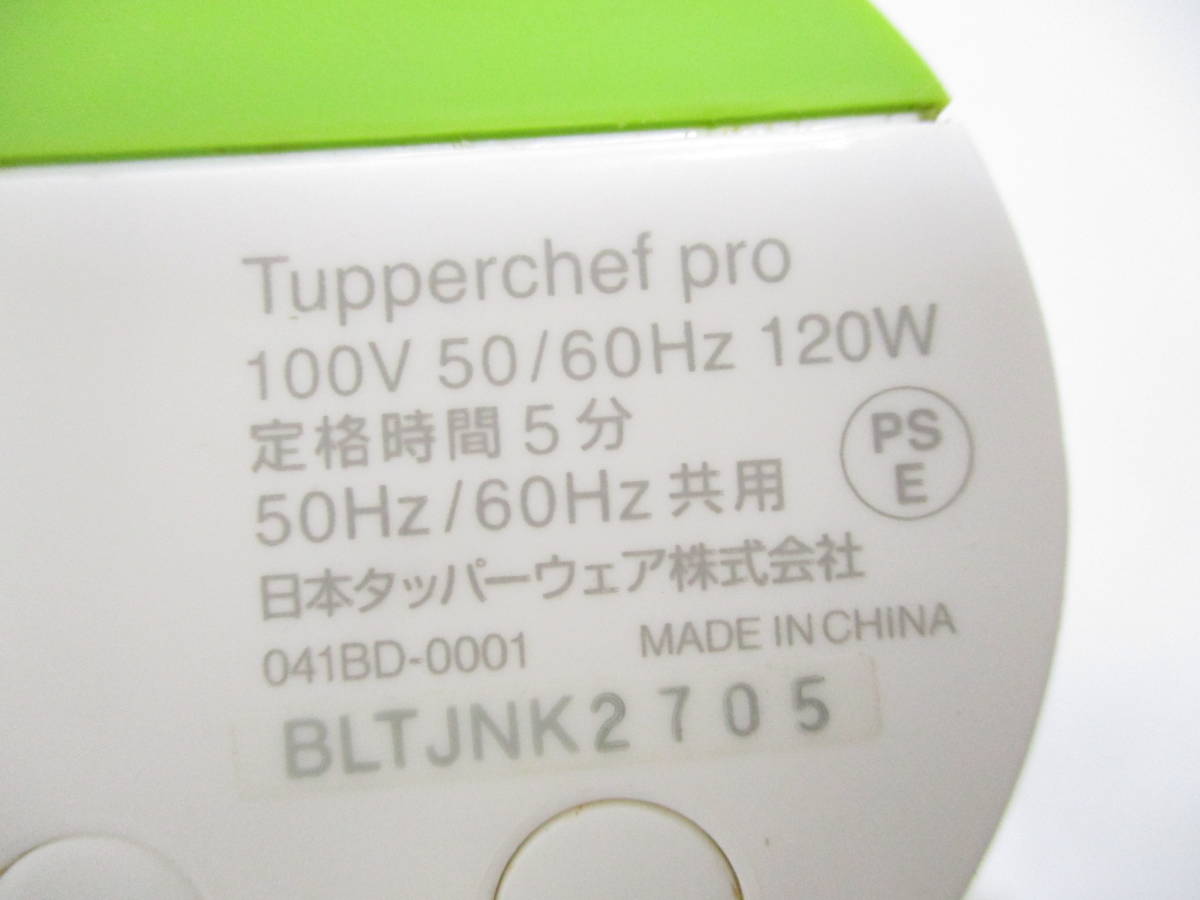 Tupperchef pro
100V 50/60Hz 120W
定格時間5分
PS
E
50Hz/60Hz共用
日本タッパーウェア株式会社
041BD-0001 MADE IN CHINA
BLTJNK2705